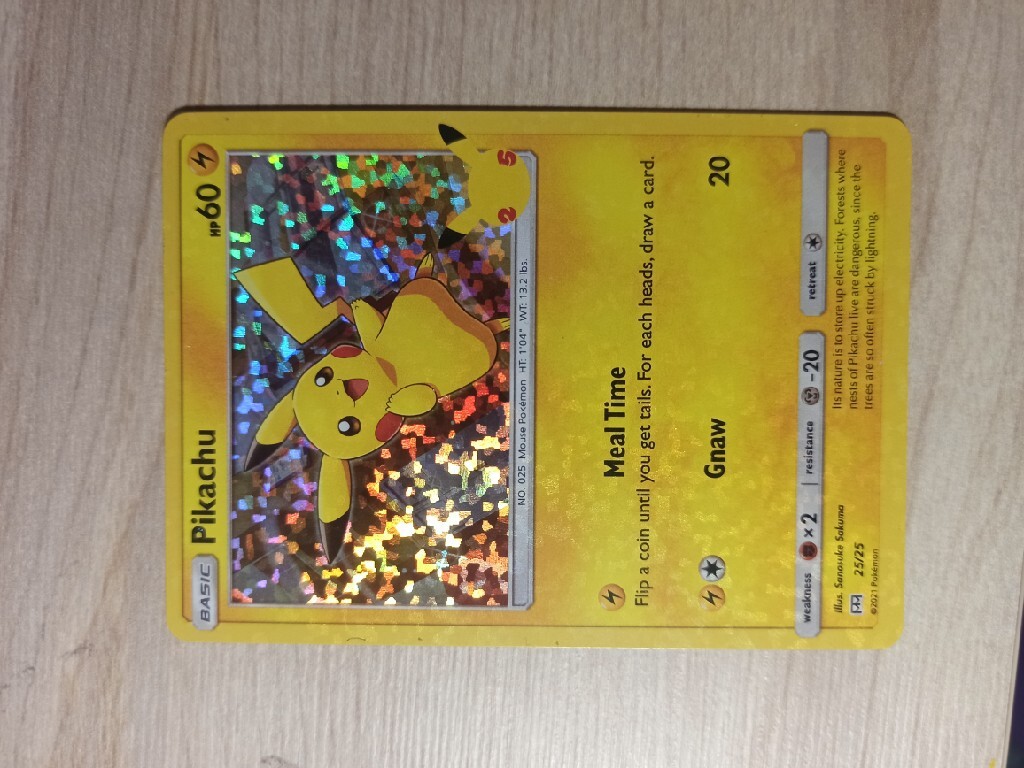 BASIC Pikachu HP60
25
NO. 025 Mouse Pokémon HT: 1'04" WT: 13.2 lbs.
Meal Time
Flip a coin until you get tails. For each heads, draw a card.
Gnaw 20
weakness ×2 resistance -20 retreat
illus. Sanosuke Sakuma
25/25
©2021 Pokémon
Its nature is to store up electricity. Forests where
nests of Pikachu live are dangerous, since the
trees are so often struck by lightning.